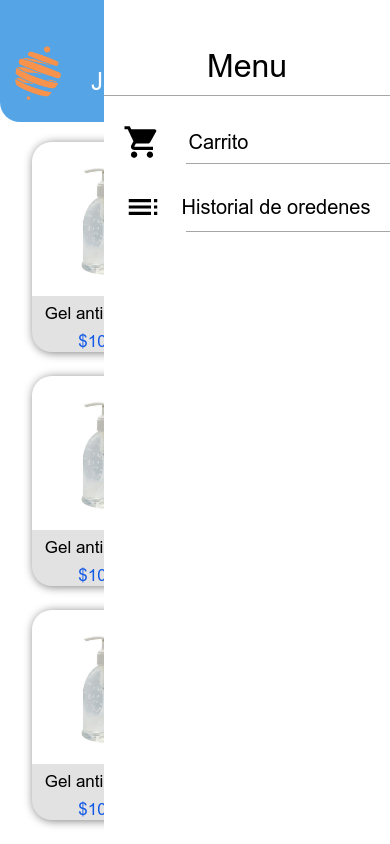 Menu
J
Carrito
Historial de oredenes
Gel anti
$10
Gel anti
$10
Gel anti
$10